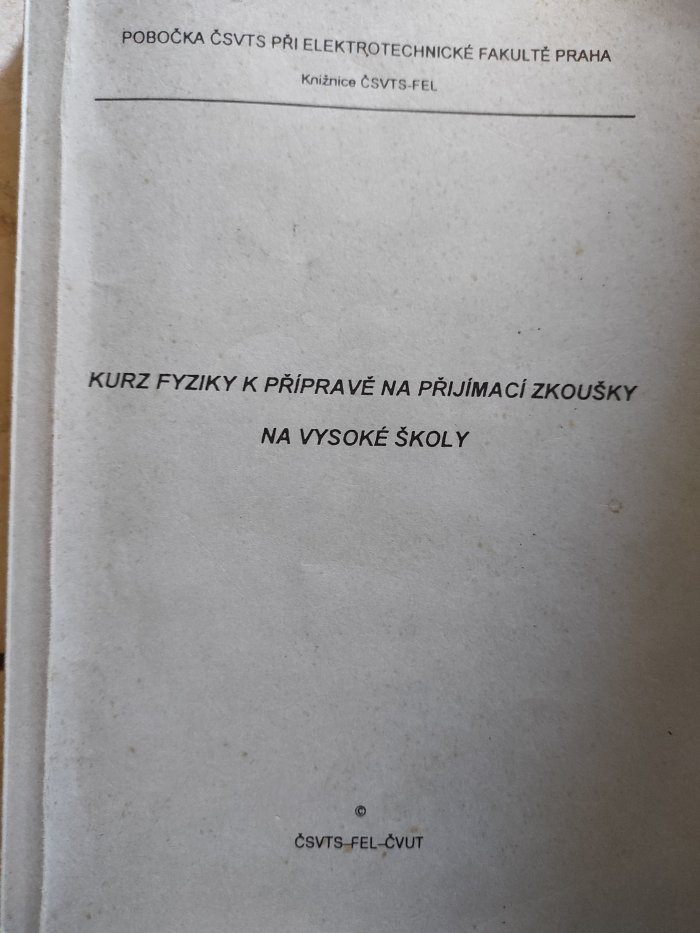 POBOČKA ČSVTS PŘI ELEKTROTECHNICKÉ FAKULTĚ PRAHA
Knižnice ČSVTS-FEL
KURZ FYZIKY K PŘÍPRAVĚ NA PŘIJÍMACÍ ZKOUŠKY
NA VYSOKÉ ŠKOLY
©
ČSVTS–FEL–ČVUT